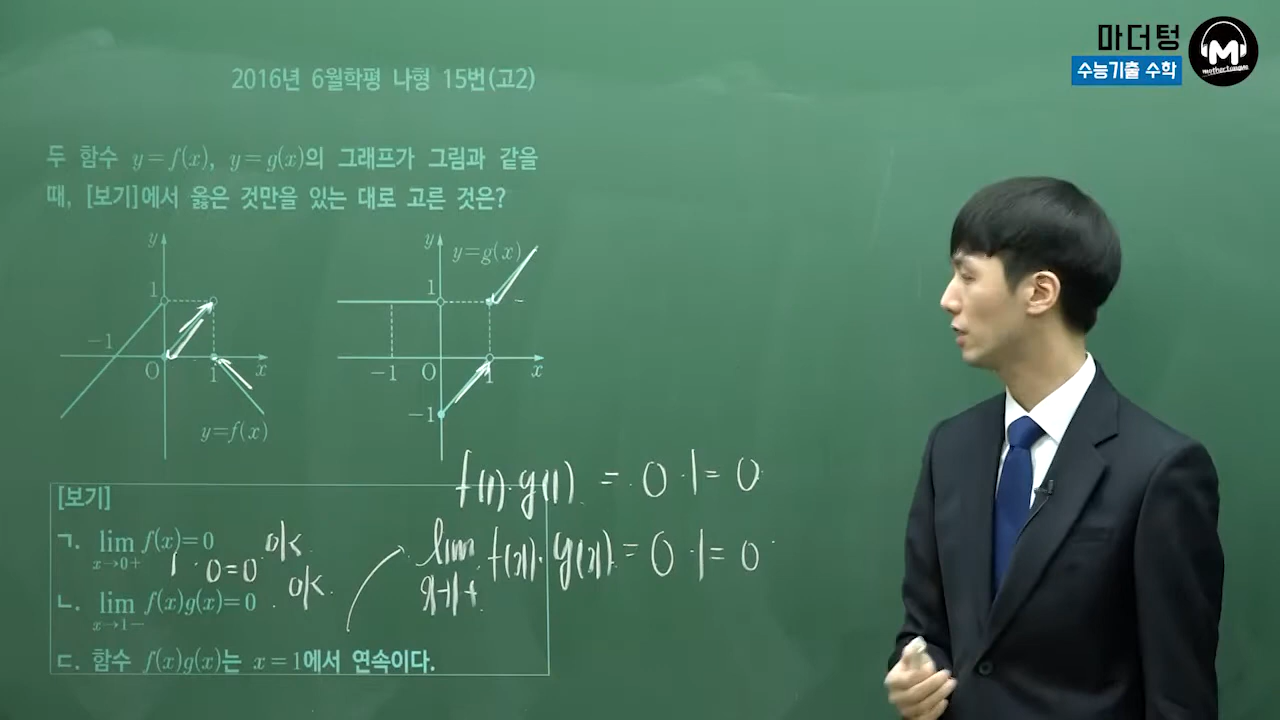 마더텅
수능기출 수학
M
mothertongue
2016년 6월학평 나형 15번(고2)
두 함수 y=f(x), y=g(x)의 그래프가 그림과 같을
때, [보기]에서 옳은 것만을 있는 대로 고른 것은?
y
1
-1
O
1
x
y=f(x)
y
y=g(x)
1
-1
O
1
x
-1
f(1)·g(1) = 0·1= 0
[보기]
ㄱ. lim f(x)=0 ok
x→0+
1·0=0 ok
lim f(x)·g(x)=0·1=0
x→1+
ㄴ. lim f(x)g(x)=0
x→1-
ㄷ. 함수 f(x)g(x)는 x=1에서 연속이다.